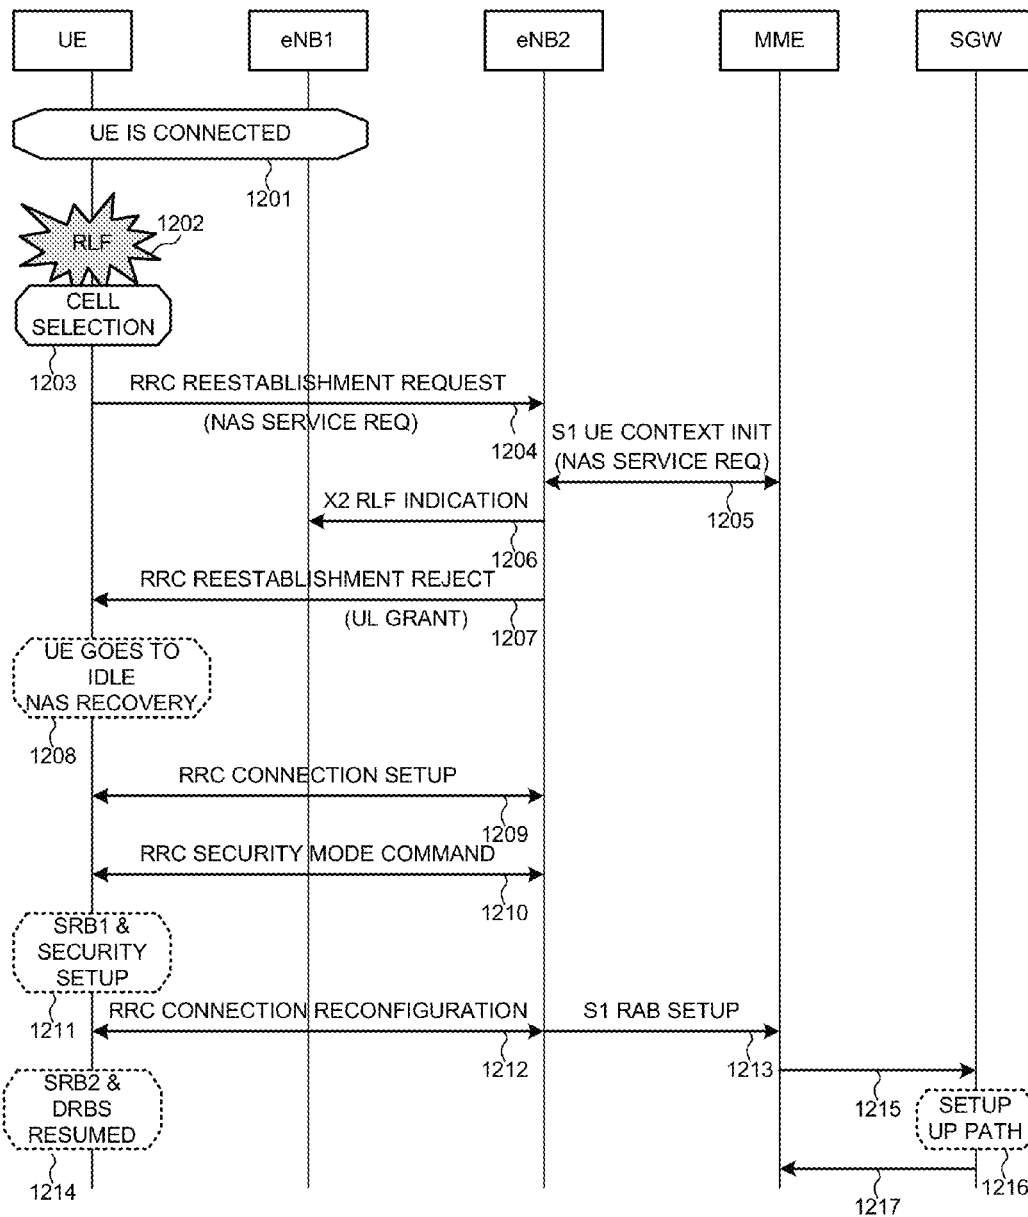 UE
eNB1
eNB2
MME
SGW
UE IS CONNECTED
1201
RLF
1202
CELL
SELECTION
1203
RRC REESTABLISHMENT REQUEST
(NAS SERVICE REQ)
1204
S1 UE CONTEXT INIT
(NAS SERVICE REQ)
1205
X2 RLF INDICATION
1206
RRC REESTABLISHMENT REJECT
(UL GRANT)
1207
UE GOES TO
IDLE
NAS RECOVERY
1208
RRC CONNECTION SETUP
1209
RRC SECURITY MODE COMMAND
1210
SRB1 &
SECURITY
SETUP
1211
RRC CONNECTION RECONFIGURATION
1212
S1 RAB SETUP
1213
SRB2 &
DRBS
RESUMED
1214
1215
SETUP
UP PATH
1216
1217